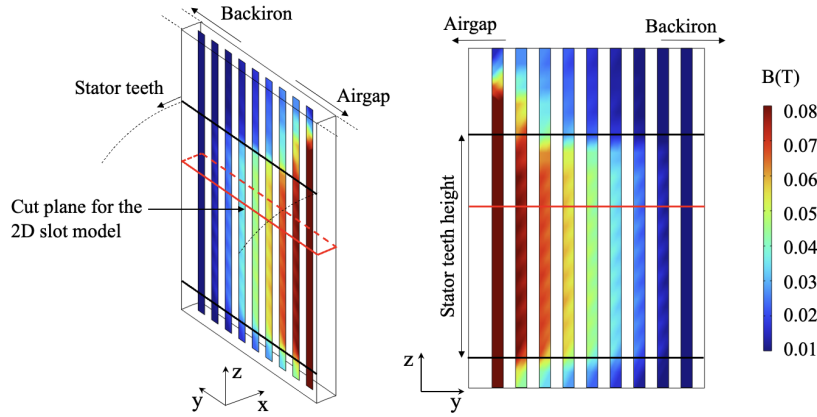 Backiron
Airgap
Stator teeth
Cut plane for the
2D slot model
z
y
x
Airgap
Backiron
Stator teeth height
z
y
B(T)
0.08
0.07
0.06
0.05
0.04
0.03
0.02
0.01